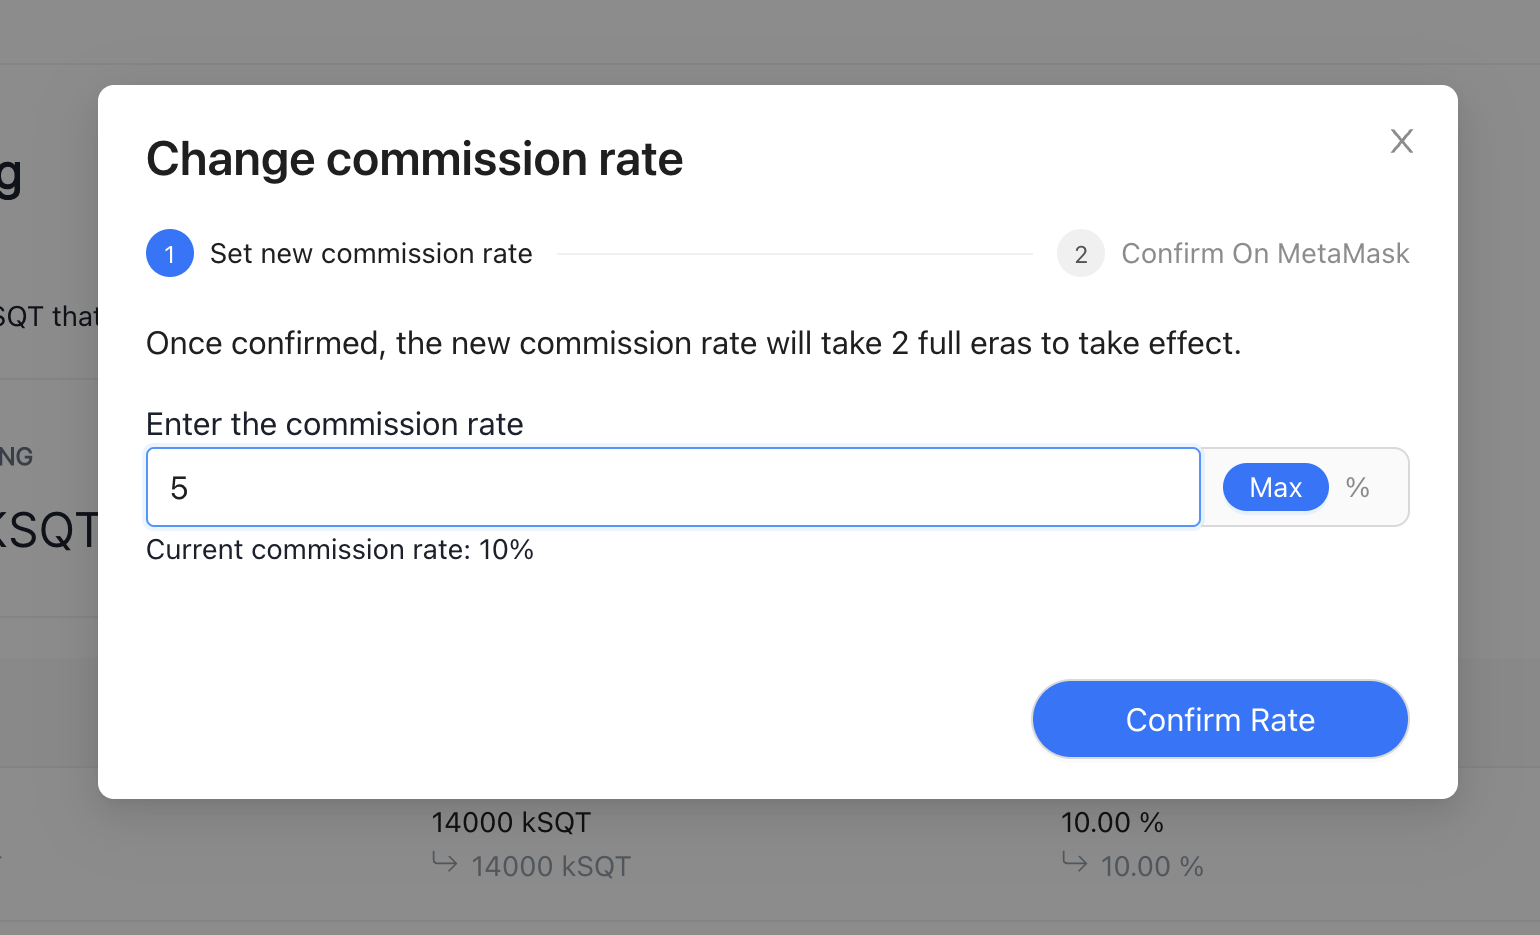 Change commission rate
1 Set new commission rate 2 Confirm On MetaMask
Once confirmed, the new commission rate will take 2 full eras to take effect.
SQT that
Enter the commission rate
NG
5 Max %
kSQT
Current commission rate: 10%
Confirm Rate
14000 kSQT 10.00 %
14000 kSQT 10.00 %